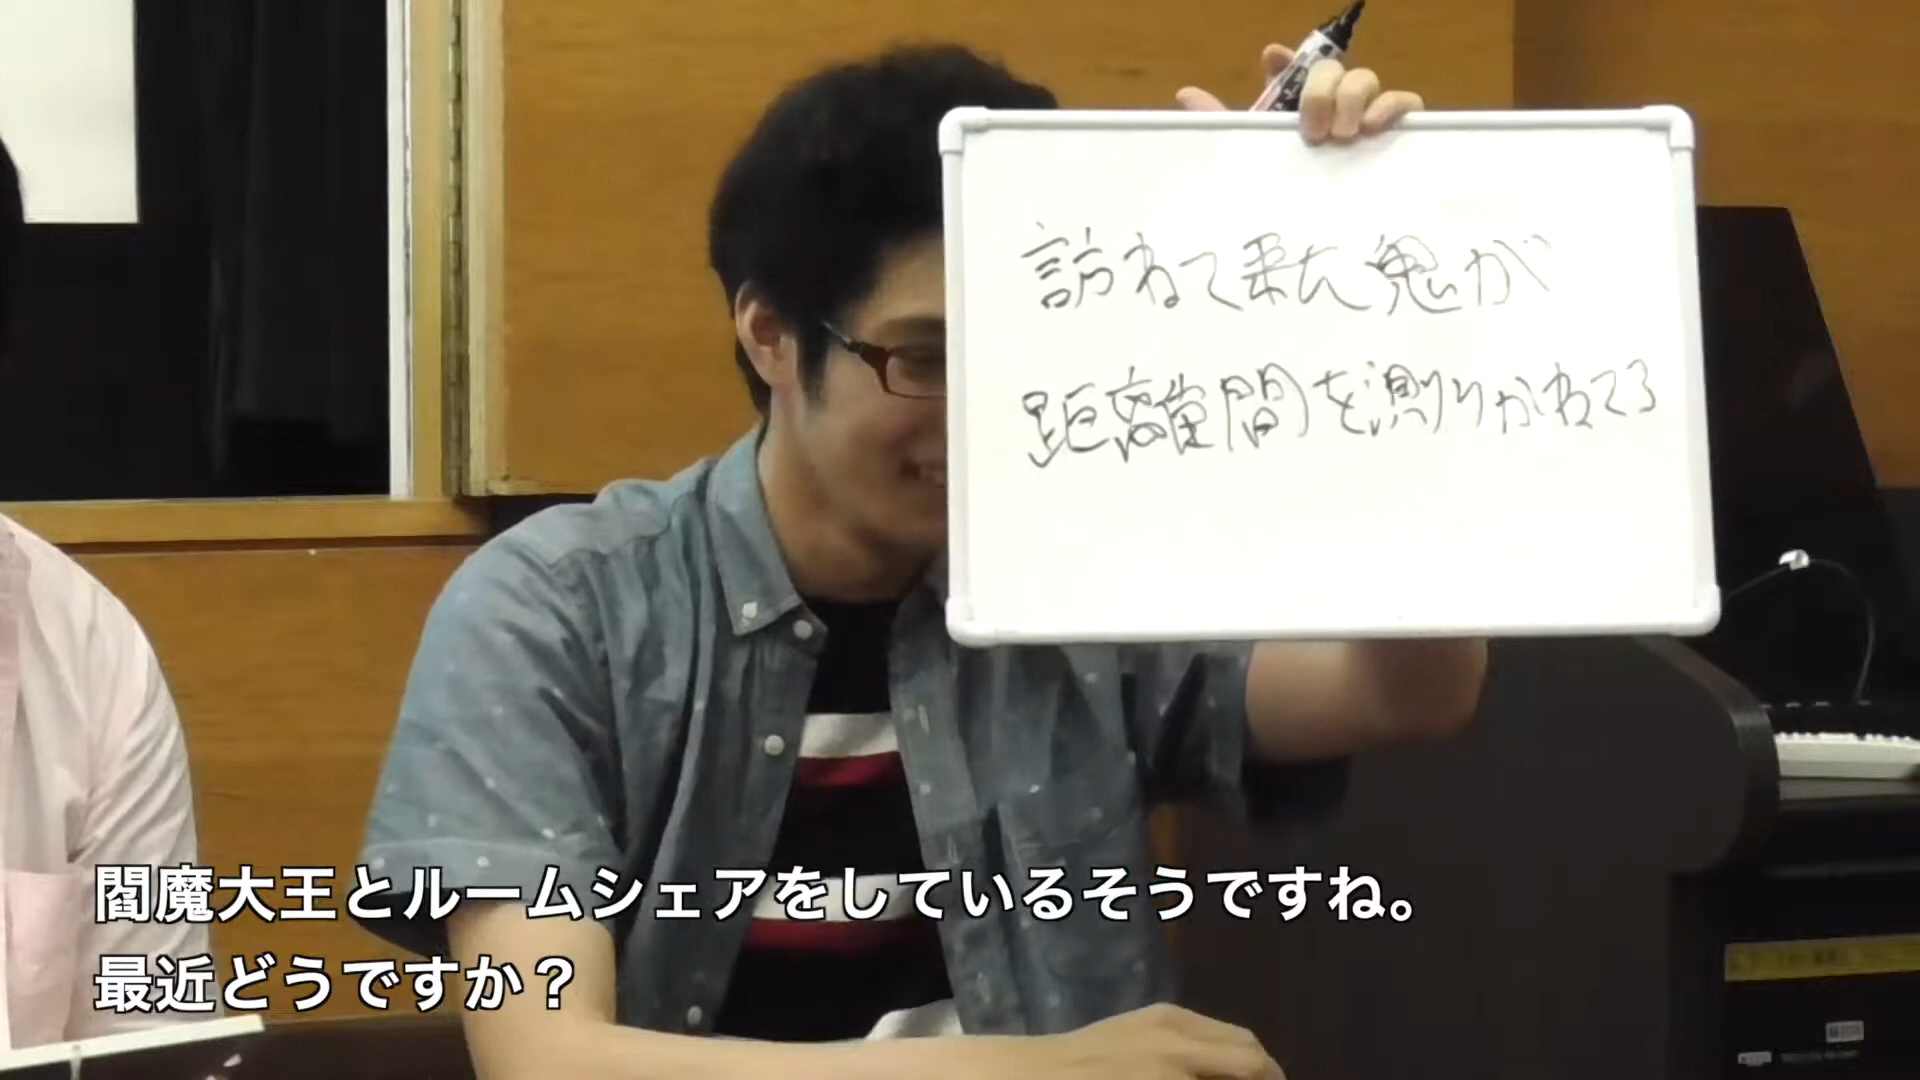 訪ねて来た鬼が
距離間を測りかねてる
閻魔大王とルームシェアをしているそうですね。
最近どうですか？